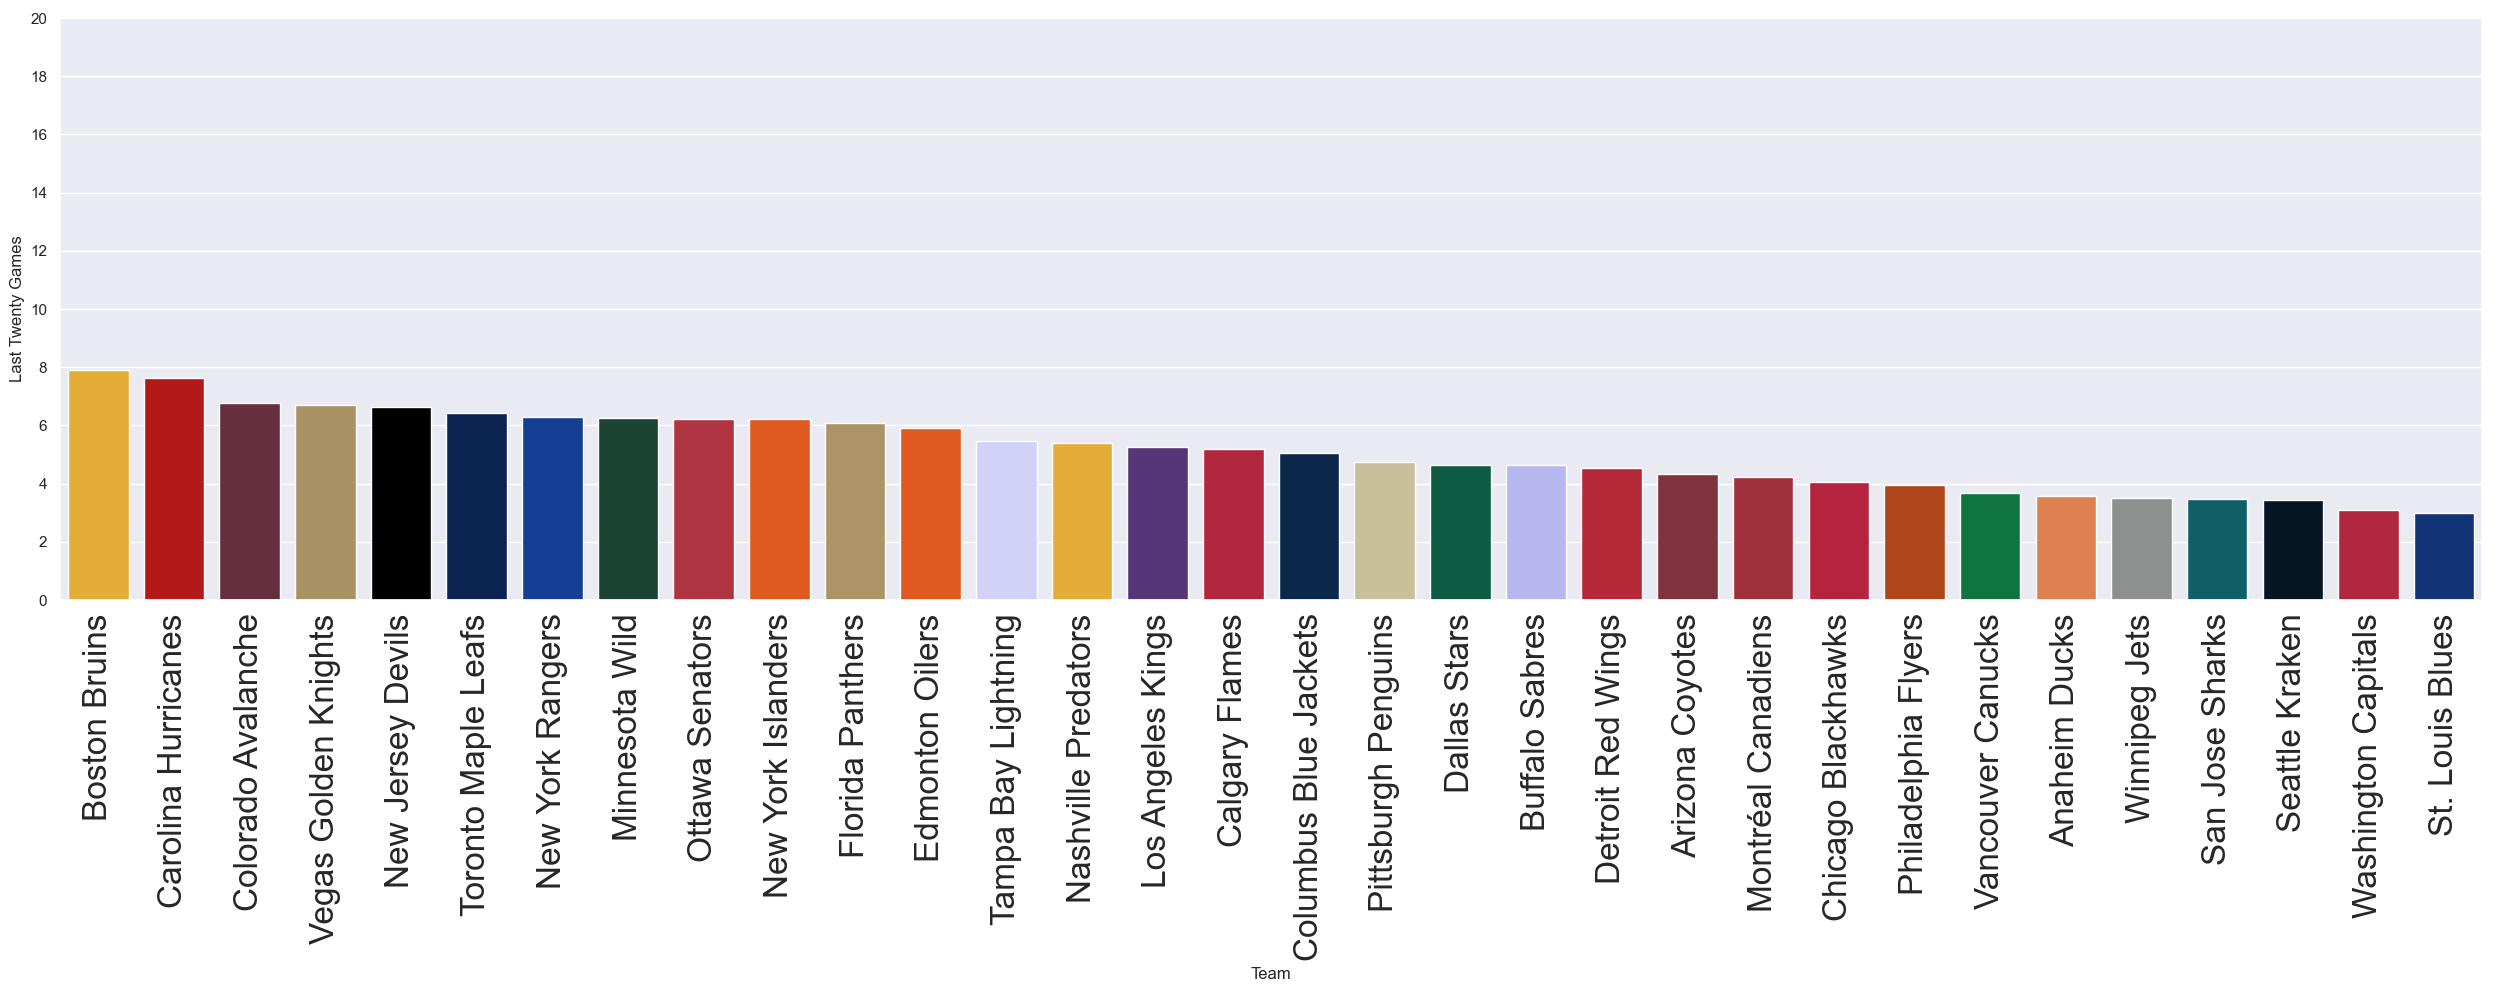 20
18
16
14
12
10
8
6
4
2
0
Last Twenty Games
Boston Bruins
Carolina Hurricanes
Colorado Avalanche
Vegas Golden Knights
New Jersey Devils
Toronto Maple Leafs
New York Rangers
Minnesota Wild
Ottawa Senators
New York Islanders
Florida Panthers
Edmonton Oilers
Tampa Bay Lightning
Nashville Predators
Los Angeles Kings
Calgary Flames
Columbus Blue Jackets
Pittsburgh Penguins
Dallas Stars
Buffalo Sabres
Detroit Red Wings
Arizona Coyotes
Montréal Canadiens
Chicago Blackhawks
Philadelphia Flyers
Vancouver Canucks
Anaheim Ducks
Winnipeg Jets
San Jose Sharks
Seattle Kraken
Washington Capitals
St. Louis Blues
Team